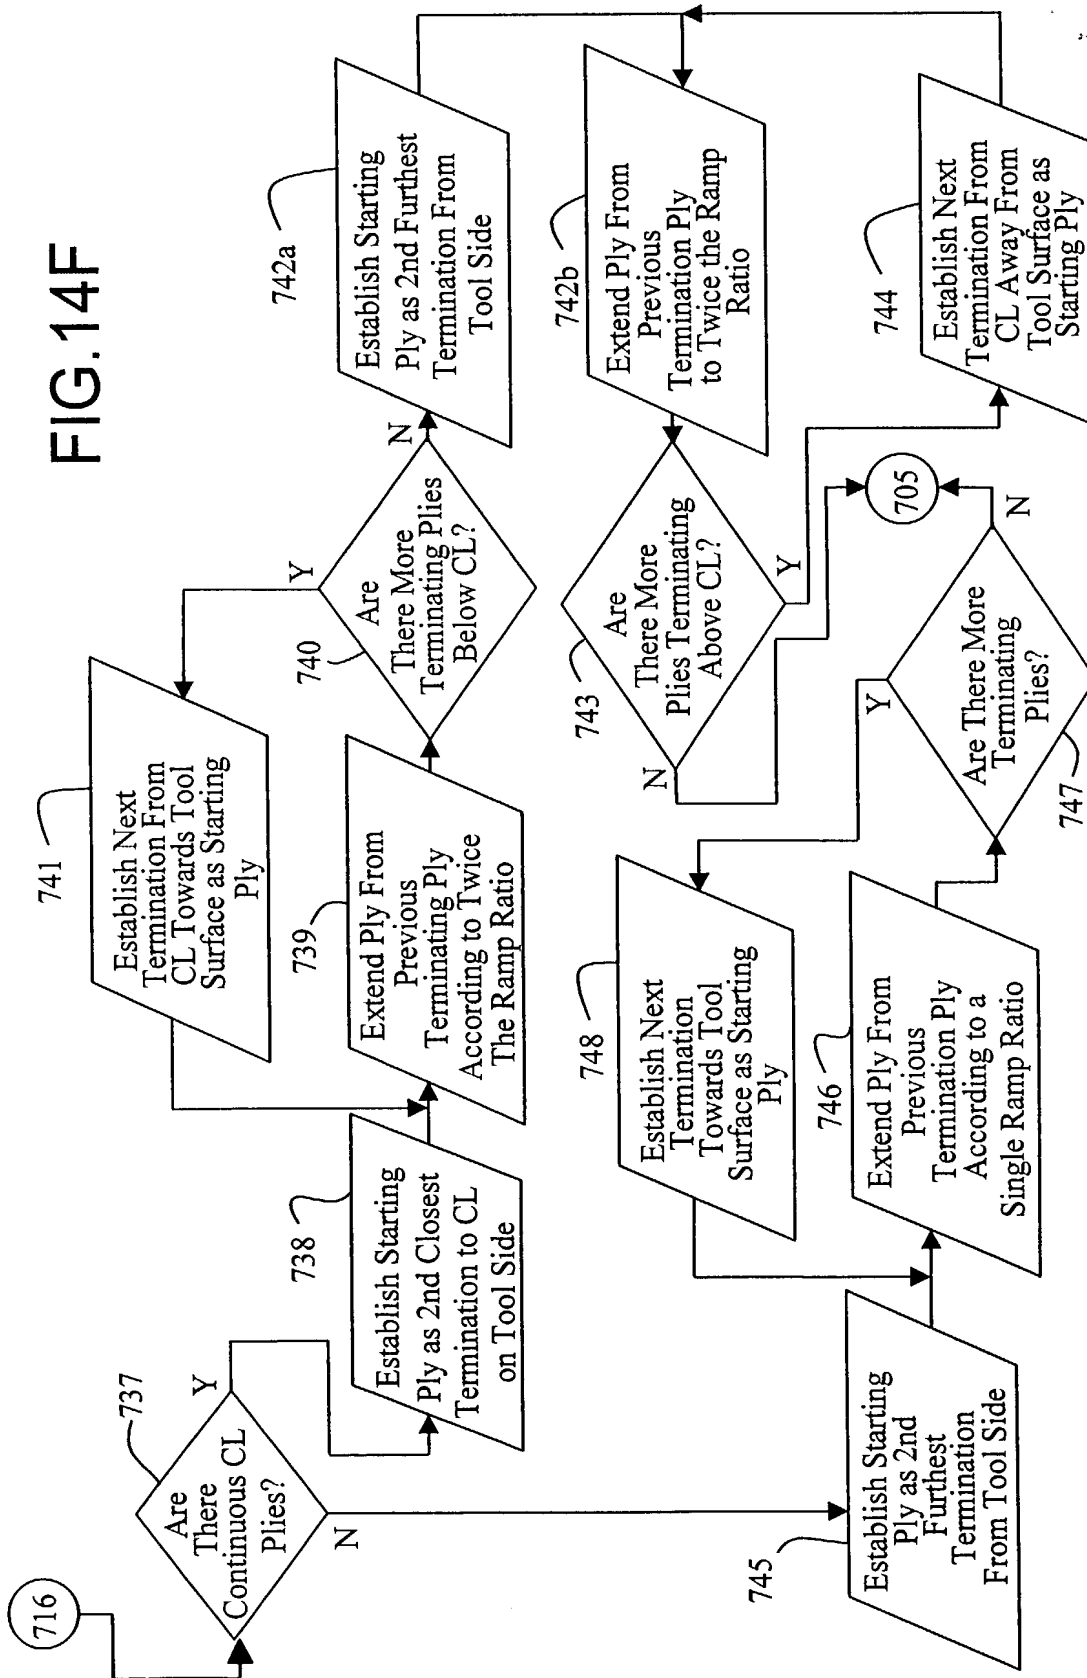 FIG.14F
716
737
Are
There
Continuous CL
Plies?
Y
N
738
Establish Starting
Ply as 2nd Closest
Termination to CL
on Tool Side
739
Extend Ply From
Previous
Terminating Ply
According to Twice
The Ramp Ratio
740
Are
There More
Terminating Plies
Below CL?
Y
N
741
Establish Next
Termination From
CL Towards Tool
Surface as Starting
Ply
742a
Establish Starting
Ply as 2nd Furthest
Termination From
Tool Side
742b
Extend Ply From
Previous
Termination Ply
to Twice the Ramp
Ratio
743
Are
There More
Plies Terminating
Above CL?
Y
N
744
Establish Next
Termination From
CL Away From
Tool Surface as
Starting Ply
705
745
Establish Starting
Ply as 2nd
Furthest
Termination
From Tool Side
746
Extend Ply From
Previous
Termination Ply
According to a
Single Ramp Ratio
747
Are There More
Terminating
Plies?
Y
N
748
Establish Next
Termination
Towards Tool
Surface as Starting
Ply